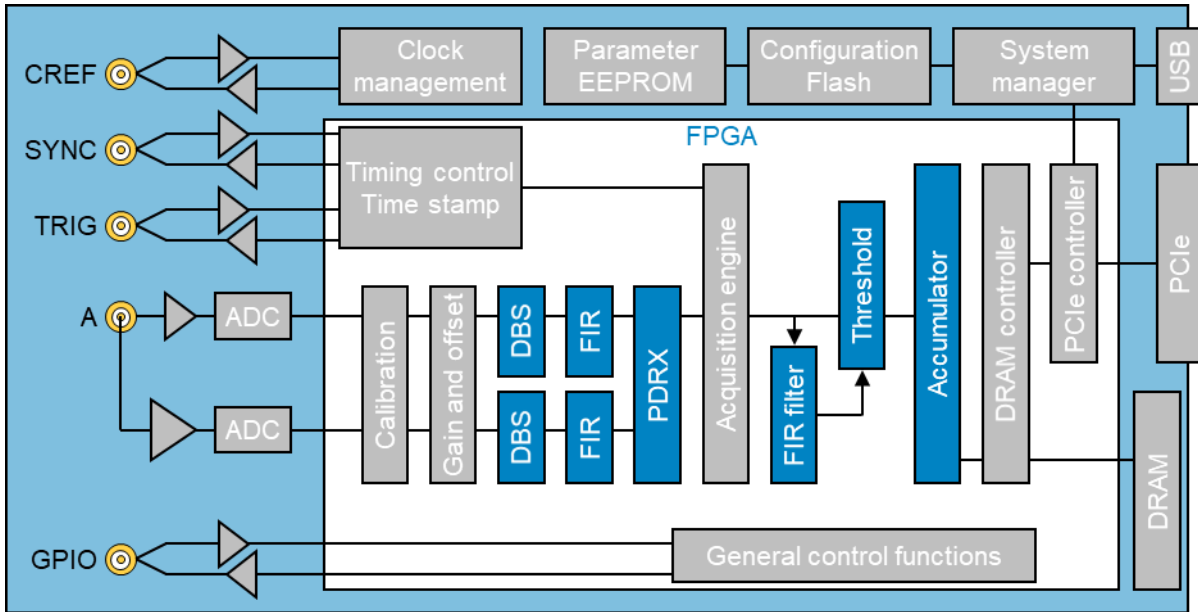 CREF
Clock
management
Parameter
EEPROM
Configuration
Flash
System
manager
USB
SYNC
FPGA
Timing control
Time stamp
TRIG
Acquisition engine
Threshold
Accumulator
DRAM controller
PCIe controller
PCIe
A
ADC
Calibration
Gain and offset
DBS
FIR
PDRX
FIR filter
ADC
DBS
FIR
DRAM
GPIO
General control functions